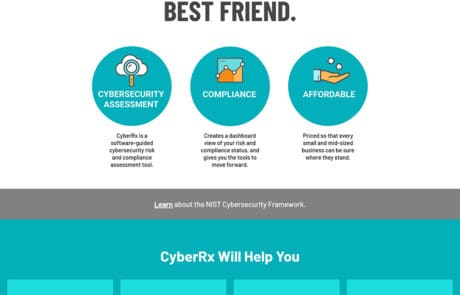 BEST FRIEND.
CYBERSECURITY
ASSESSMENT
COMPLIANCE
AFFORDABLE
CyberRx is a
software-guided
cybersecurity risk
and compliance
assessment tool.
Creates a dashboard
view of your risk and
compliance status, and
gives you the tools to
move forward.
Priced so that every
small and mid-sized
business can be sure
where they stand.
Learn about the NIST Cybersecurity Framework.
CyberRx Will Help You